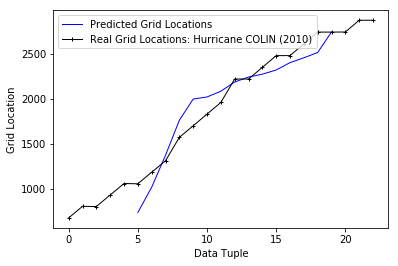 Predicted Grid Locations
Real Grid Locations: Hurricane COLIN (2010)
2500
2000
1500
1000
Grid Location
0
5
10
15
20
Data Tuple